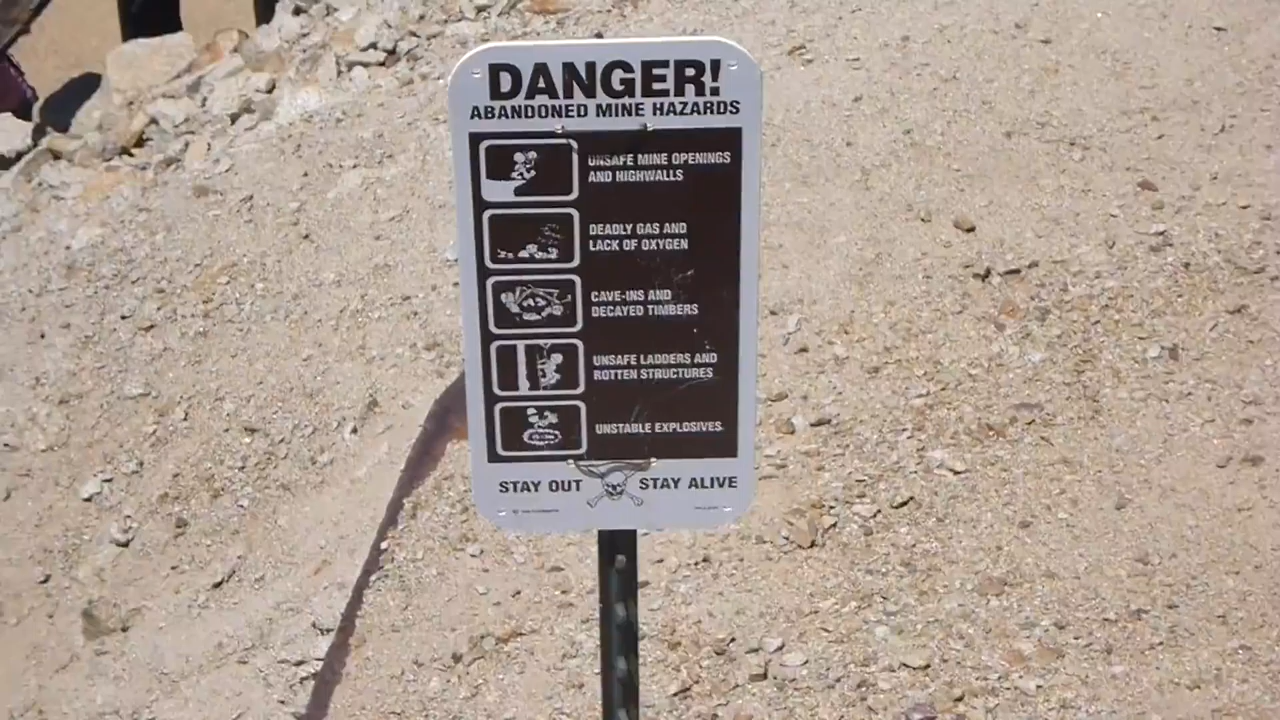 DANGER!
ABANDONED MINE HAZARDS
UNSAFE MINE OPENINGS
AND HIGHWALLS
DEADLY GAS AND
LACK OF OXYGEN
CAVE-INS AND
DECAYED TIMBERS
UNSAFE LADDERS AND
ROTTEN STRUCTURES
UNSTABLE EXPLOSIVES
STAY OUT STAY ALIVE